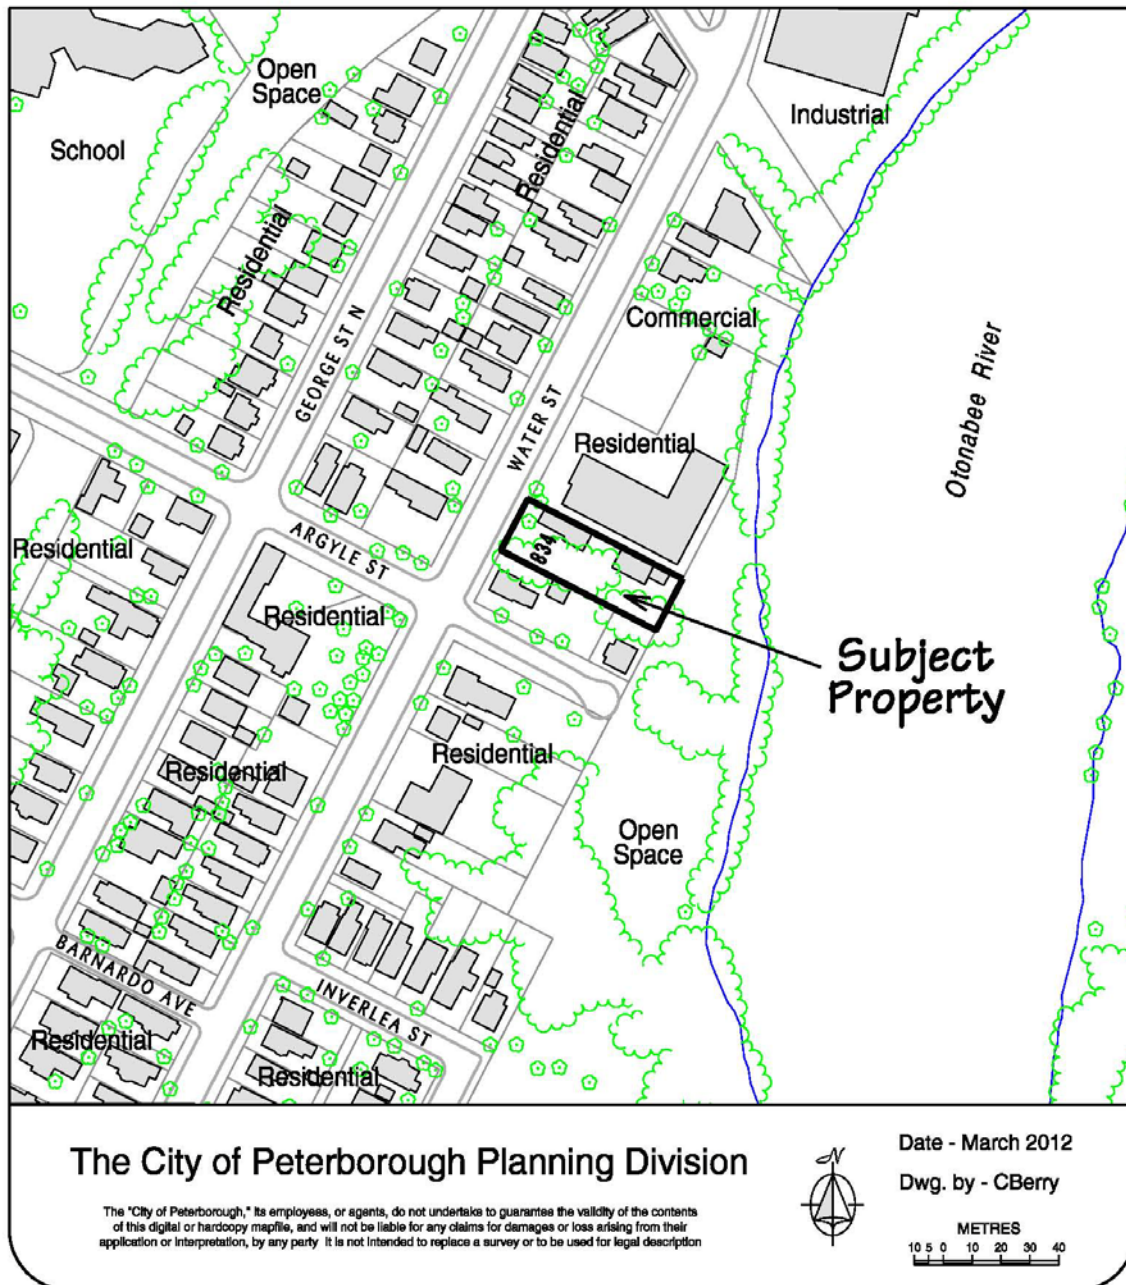 Open
Space
School
Industrial
Residential
Residential
Commercial
GEORGE ST N
WATER ST
Otonabee River
Residential
ARGYLE ST
834
Residential
Residential
Subject
Property
Residential
Residential
Open
Space
BARNARDO AVE
INVERLEA ST
Residential
Residential
The City of Peterborough Planning Division
The "City of Peterborough," its employees, or agents, do not undertake to guarantee the validity of the contents
of this digital or hardcopy mapfile, and will not be liable for any claims for damages or loss arising from their
application or interpretation, by any party It is not intended to replace a survey or to be used for legal description
N
Date - March 2012
Dwg. by - CBerry
METRES
10 5 0 10 20 30 40